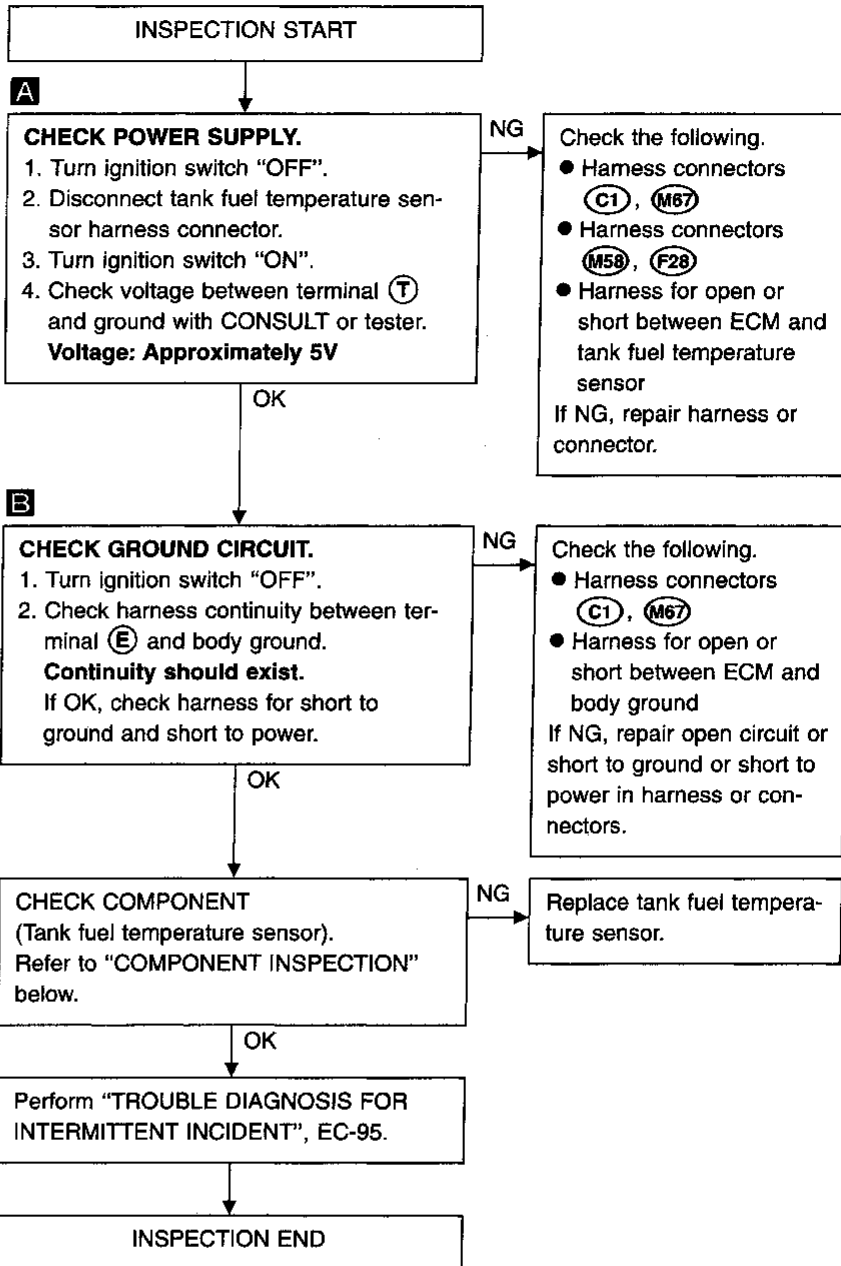 INSPECTION START
A
CHECK POWER SUPPLY.
1. Turn ignition switch “OFF”.
2. Disconnect tank fuel temperature sen-
sor harness connector.
3. Turn ignition switch “ON”.
4. Check voltage between terminal T
and ground with CONSULT or tester.
Voltage: Approximately 5V
NG
Check the following.
● Harness connectors
C1, M67
● Harness connectors
M58, F28
● Harness for open or
short between ECM and
tank fuel temperature
sensor
If NG, repair harness or
connector.
OK
B
CHECK GROUND CIRCUIT.
1. Turn ignition switch “OFF”.
2. Check harness continuity between ter-
minal E and body ground.
Continuity should exist.
If OK, check harness for short to
ground and short to power.
NG
Check the following.
● Harness connectors
C1, M67
● Harness for open or
short between ECM and
body ground
If NG, repair open circuit or
short to ground or short to
power in harness or con-
nectors.
OK
CHECK COMPONENT
(Tank fuel temperature sensor).
Refer to “COMPONENT INSPECTION”
below.
NG
Replace tank fuel tempera-
ture sensor.
OK
Perform “TROUBLE DIAGNOSIS FOR
INTERMITTENT INCIDENT”, EC-95.
INSPECTION END